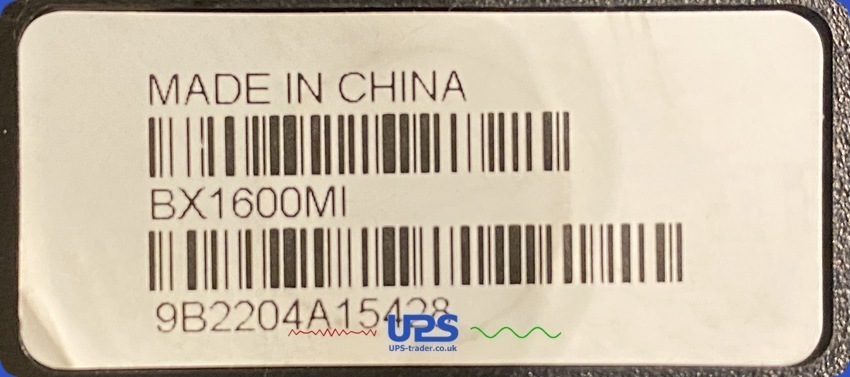 MADE IN CHINA
BX1600MI
9B2204A15428
UPS
UPS-trader.co.uk